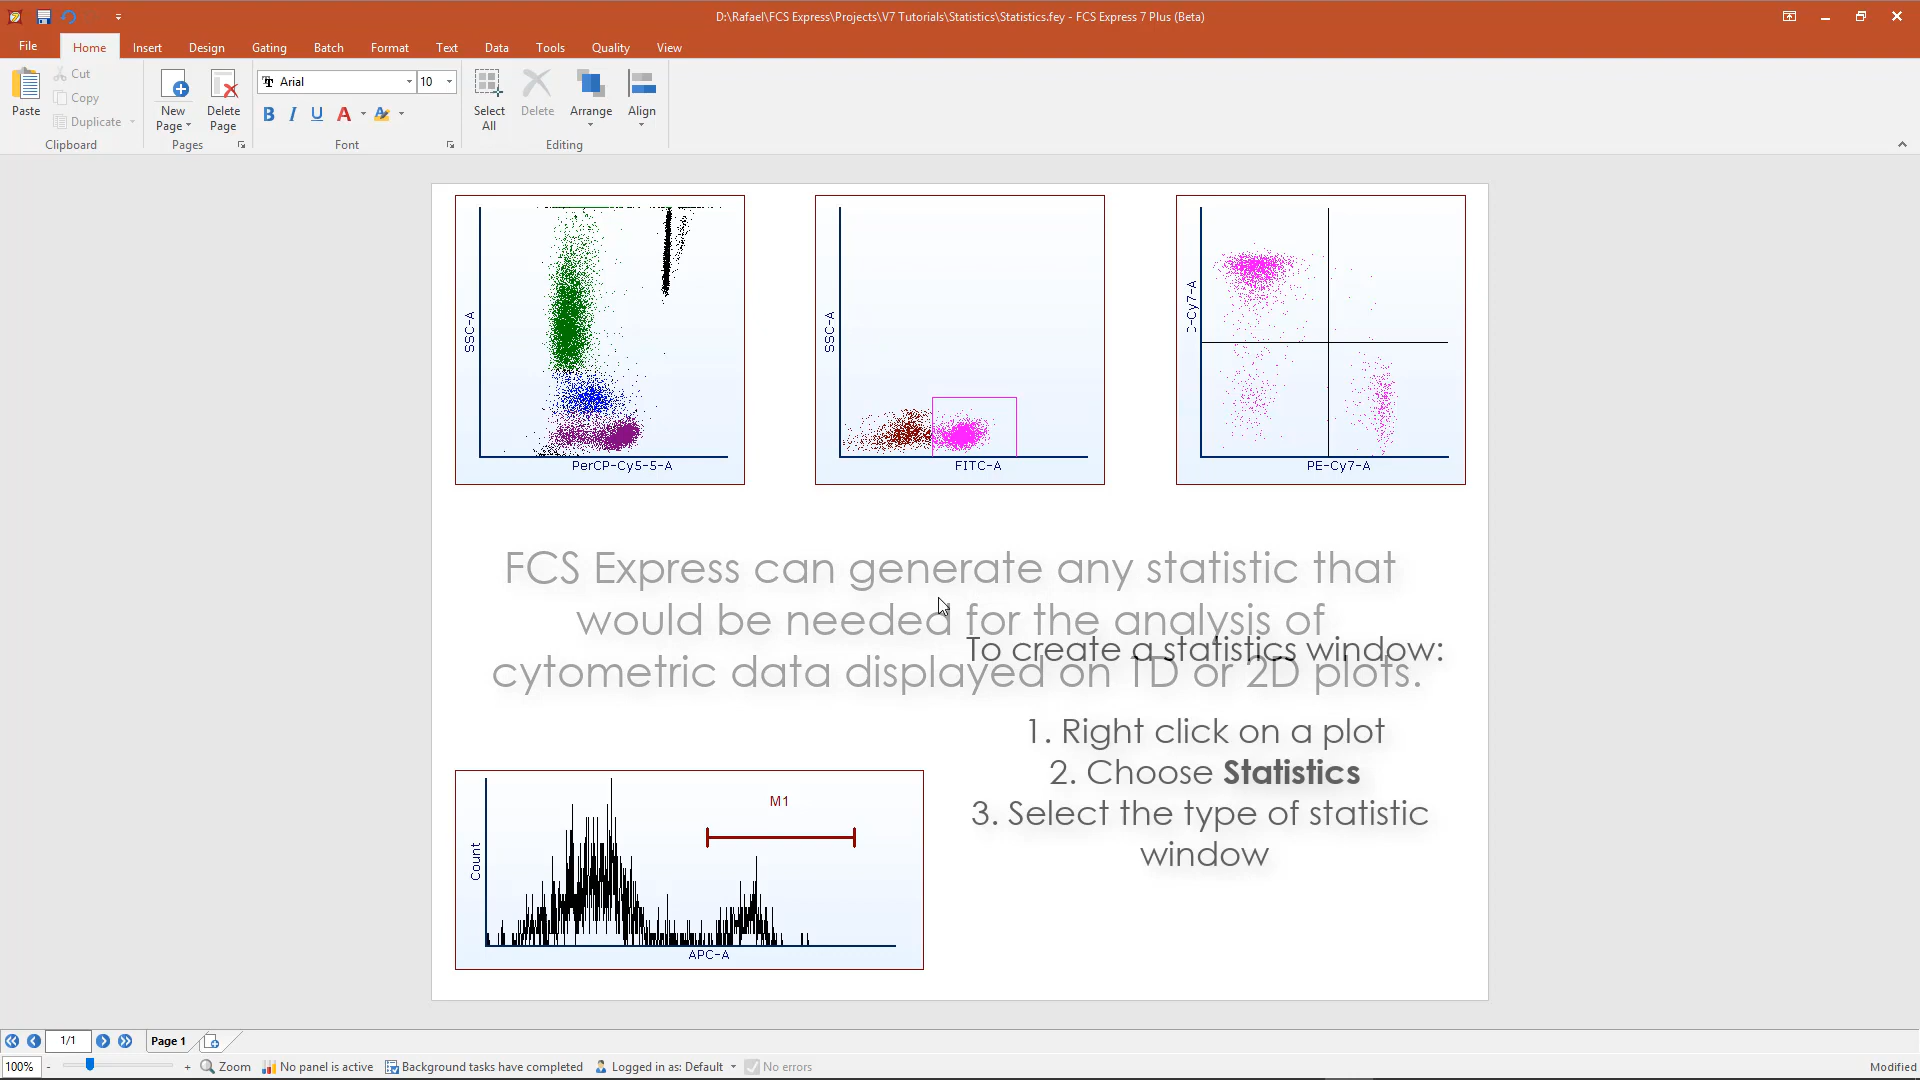 D:\Rafael\FCS Express\Projects\V7 Tutorials\Statistics\Statistics.fey - FCS Express 7 Plus (Beta)
File Home Insert Design Gating Batch Format Text Data Tools Quality View
Paste
Cut
Copy
Duplicate
Clipboard
New Page
Delete Page
Pages
Arial 10
B I U A
Font
Select All
Delete
Arrange
Align
Editing
SSC-A
PerCP-Cy5-5-A
SSC-A
FITC-A
-Cy7-A
PE-Cy7-A
FCS Express can generate any statistic that
would be needed for the analysis of
cytometric data displayed on 1D or 2D plots.
To create a statistics window:
1. Right click on a plot
2. Choose Statistics
3. Select the type of statistic
window
M1
Count
APC-A
1/1 Page 1
100% - + Zoom No panel is active Background tasks have completed Logged in as: Default No errors Modified